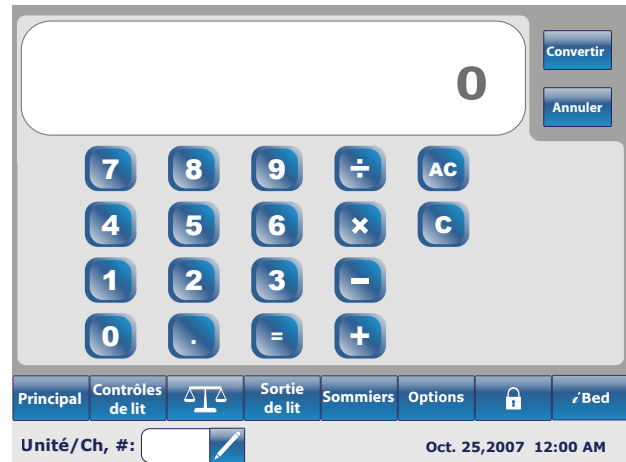 0
Convertir
Annuler
7 8 9 ÷ AC
4 5 6 × C
1 2 3 −
0 . = +
Principal Contrôles de lit Sortie de lit Sommiers Options iBed
Unité/Ch, #: Oct. 25,2007 12:00 AM